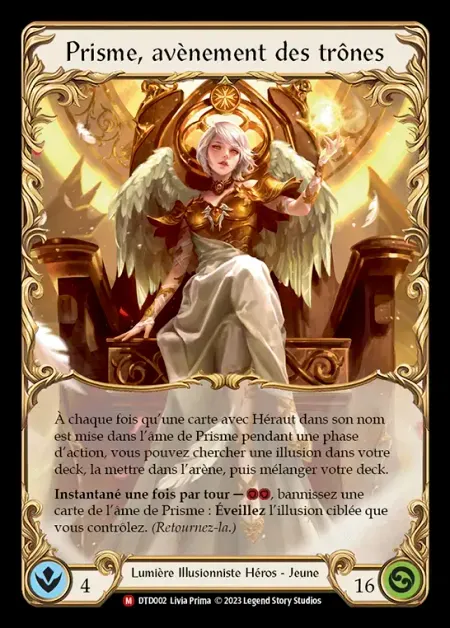 Prisme, avènement des trônes
À chaque fois qu'une carte avec Héraut dans son nom
est mise dans l'âme de Prisme pendant une phase
d'action, vous pouvez chercher une illusion dans votre
deck, la mettre dans l'arène, puis mélanger votre deck.
Instantané une fois par tour — , bannissez une
carte de l'âme de Prisme : Éveillez l'illusion ciblée que
vous contrôlez. (Retournez-la.)
4
Lumière Illusionniste Héros - Jeune
16
M DTD002 Livia Prima © 2023 Legend Story Studios